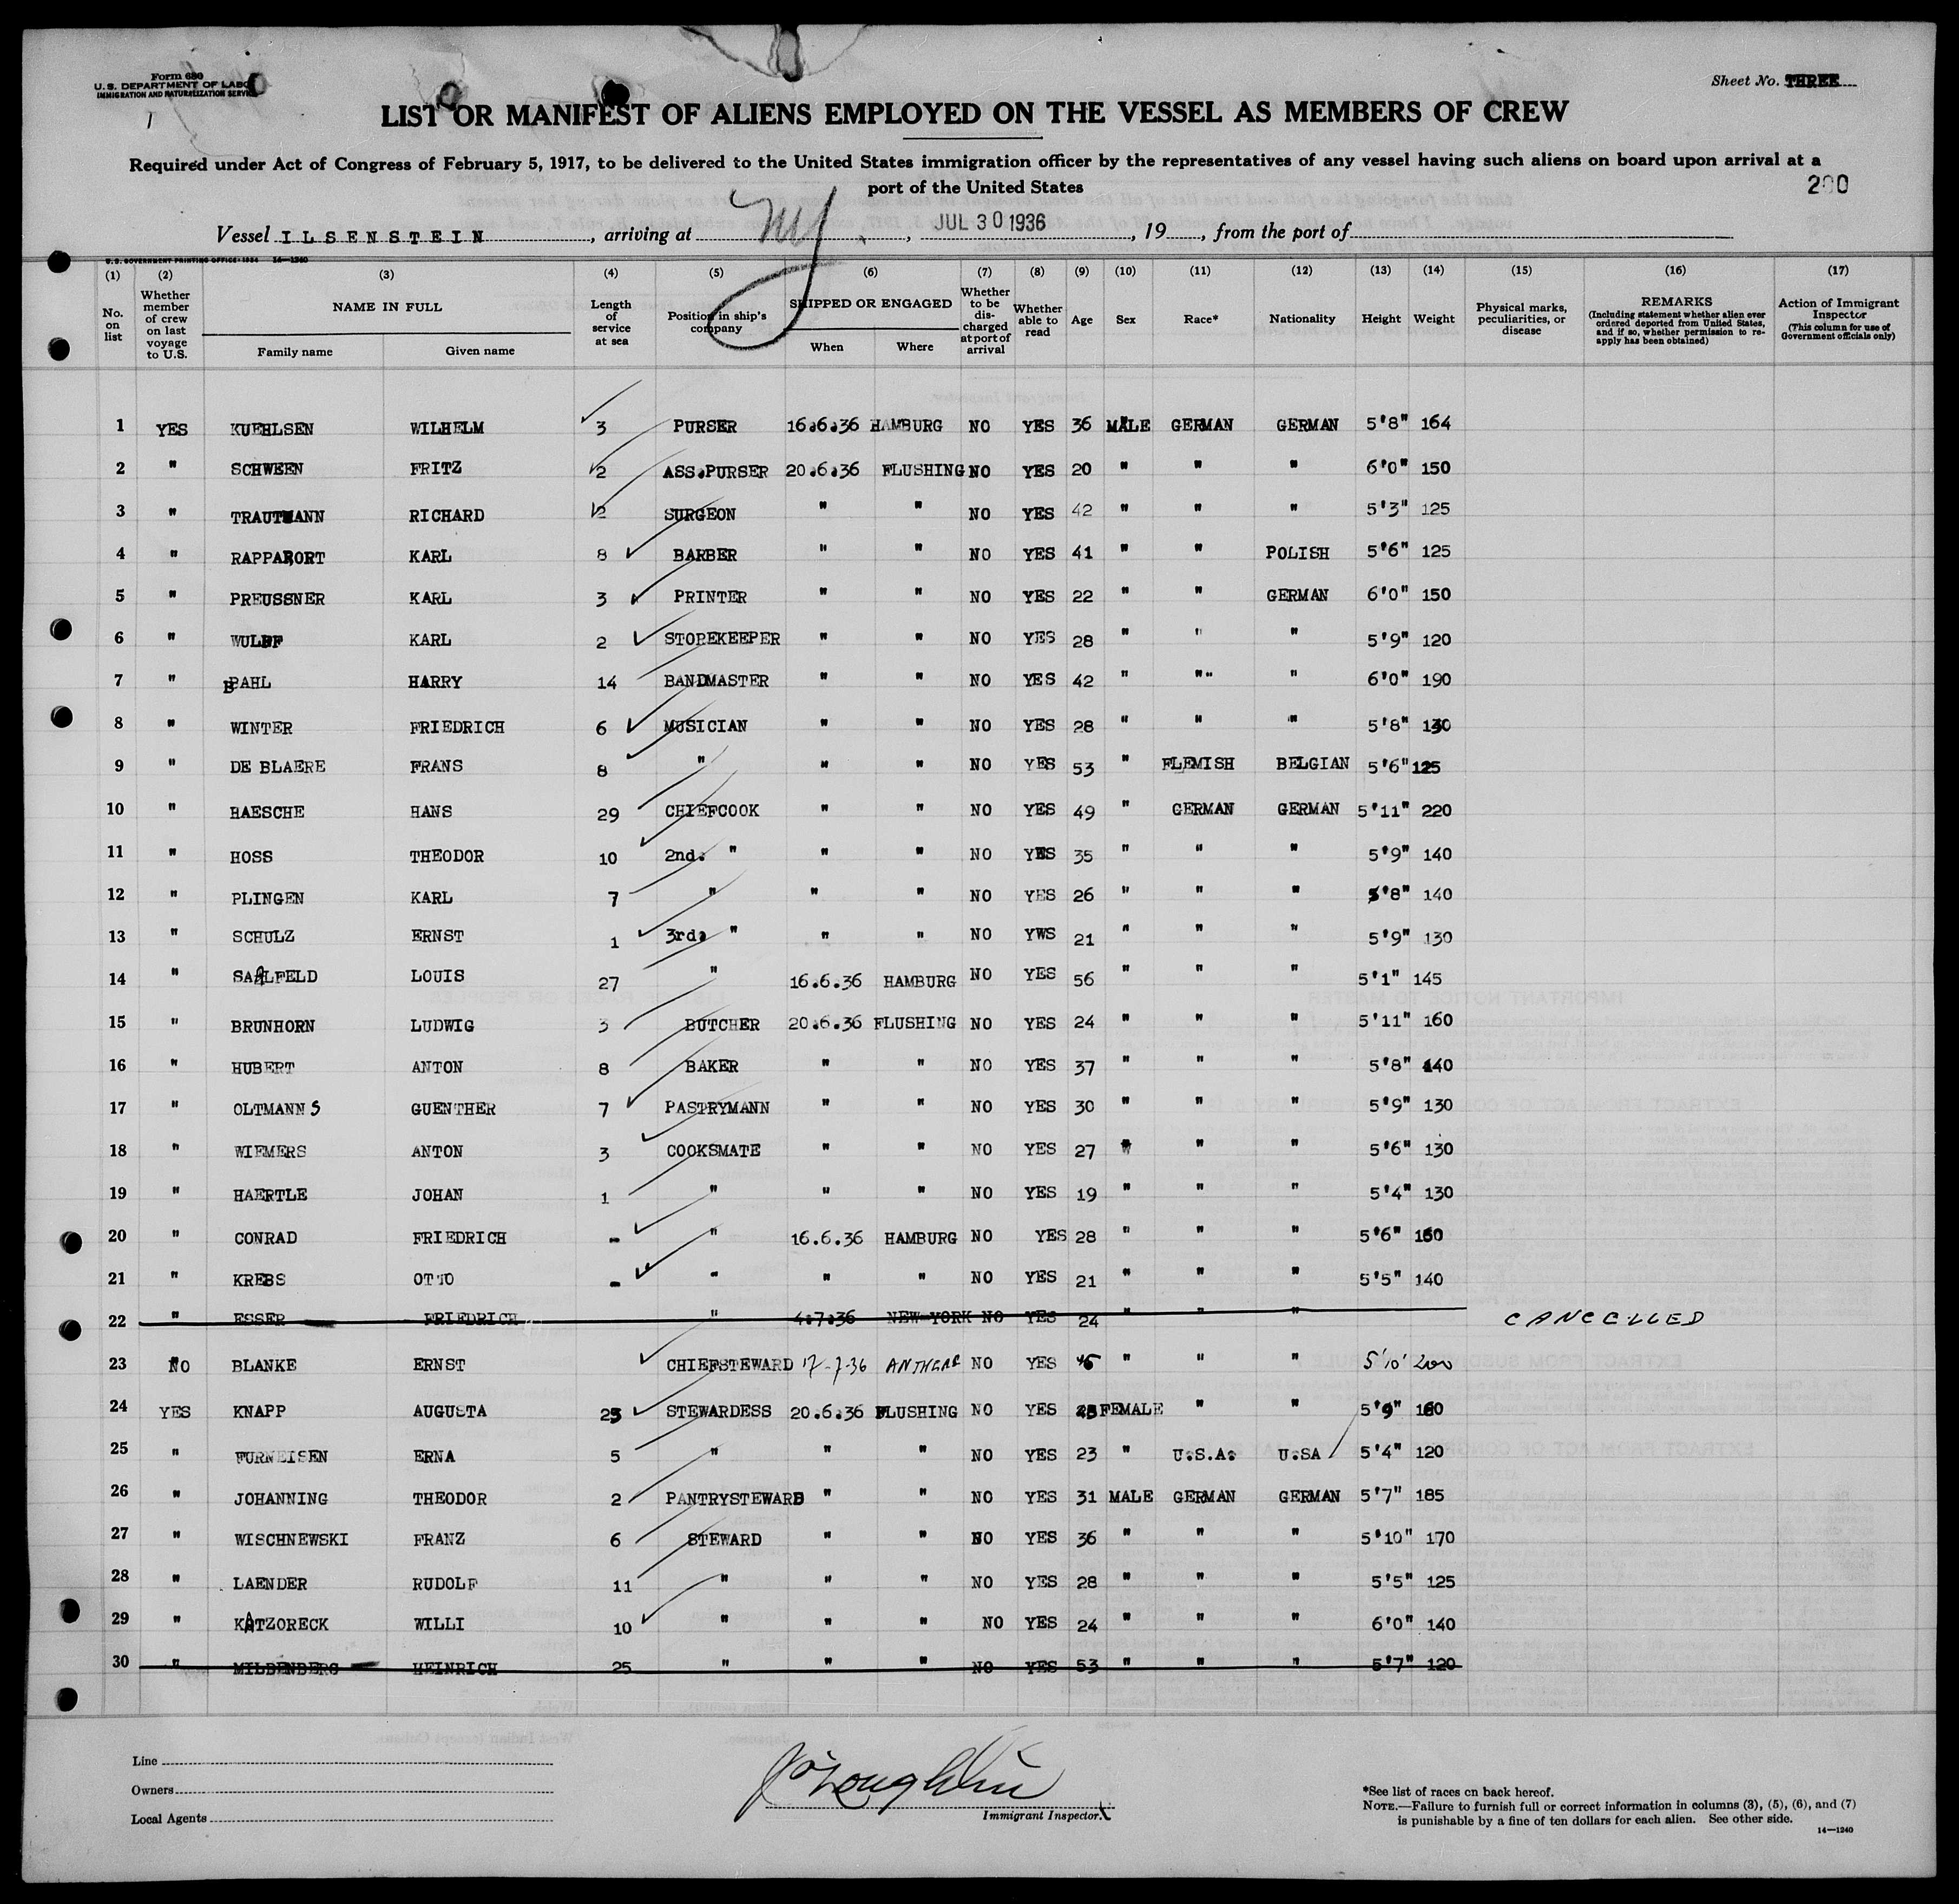 Form 680
U. S. DEPARTMENT OF LABOR
IMMIGRATION AND NATURALIZATION SERVICE
Sheet No. THREE
LIST OR MANIFEST OF ALIENS EMPLOYED ON THE VESSEL AS MEMBERS OF CREW
Required under Act of Congress of February 5, 1917, to be delivered to the United States immigration officer by the representatives of any vessel having such aliens on board upon arrival at a
port of the United States
200
Vessel ILSENSTEIN, arriving at NY, JUL 30 1936, 19, from the port of
U. S. GOVERNMENT PRINTING OFFICE: 1934 14—1240
(1) (2) (3) (4) (5) (6) (7) (8) (9) (10) (11) (12) (13) (14) (15) (16) (17)
No. on list
Whether member of crew on last voyage to U.S.
NAME IN FULL
Family name Given name
Length of service at sea
Position in ship's company
SHIPPED OR ENGAGED
When Where
Whether to be discharged at port of arrival
Whether able to read
Age
Sex
Race*
Nationality
Height
Weight
Physical marks, peculiarities, or disease
REMARKS
(Including statement whether alien ever ordered deported from United States, and if so, whether permission to re-apply has been obtained)
Action of Immigrant Inspector
(This column for use of Government officials only)
1 YES KUEHLSEN WILHELM 3 PURSER 16.6.36 HAMBURG NO YES 36 MALE GERMAN GERMAN 5'8" 164
2 " SCHWEEN FRITZ 2 ASS.PURSER 20.6.36 FLUSHING NO YES 20 " " " 6'0" 150
3 " TRAUTMANN RICHARD 2 SURGEON " " NO YES 42 " " " 5'3" 125
4 " RAPPAPORT KARL 8 BARBER " " NO YES 41 " " POLISH 5'6" 125
5 " PREUSSNER KARL 3 PRINTER " " NO YES 22 " " GERMAN 6'0" 150
6 " WULFF KARL 2 STOREKEEPER " " NO YES 28 " " " 5'9" 120
7 " BAHL HARRY 14 BANDMASTER " " NO YES 42 " " " 6'0" 190
8 " WINTER FRIEDRICH 6 MUSICIAN " " NO YES 28 " " " 5'8" 130
9 " DE BLAERE FRANS 8 " " " NO YES 53 " FLEMISH BELGIAN 5'6" 125
10 " HAESCHE HANS 29 CHIEFCOOK " " NO YES 49 " GERMAN GERMAN 5'11" 220
11 " HOSS THEODOR 10 2nd. " " " NO YES 35 " " " 5'9" 140
12 " PLINGEN KARL 7 " " " NO YES 26 " " " 5'8" 140
13 " SCHULZ ERNST 1 3rd. " " " NO YWS 21 " " " 5'9" 130
14 " SAALFELD LOUIS 27 " 16.6.36 HAMBURG NO YES 56 " " " 5'1" 145
15 " BRUNHORN LUDWIG 3 BUTCHER 20.6.36 FLUSHING NO YES 24 " " " 5'11" 160
16 " HUBERT ANTON 8 BAKER " " NO YES 37 " " " 5'8" 140
17 " OLTMANNS GUENTHER 7 PASTRYMANN " " NO YES 30 " " " 5'9" 130
18 " WIEMERS ANTON 3 COOKSMATE " " NO YES 27 " " " 5'6" 130
19 " HAERTLE JOHAN 1 " " " NO YES 19 " " " 5'4" 130
20 " CONRAD FRIEDRICH - " 16.6.36 HAMBURG NO YES 28 " " " 5'6"
21 " KREBS OTTO - " " " NO YES 21 " " " 5'5" 140
22 " ESSER FRIEDRICH " 4.7.36 NEW-YORK NO YES 24 " " " CANCELLED
23 NO BLANKE ERNST CHIEFSTEWARD 17-7-36 NO YES " " " 5'10' 200
24 YES KNAPP AUGUSTA 23 STEWARDESS 20.6.36 FLUSHING NO YES FEMALE " " 5'9" 160
25 " FURNEISEN ERNA 5 " " " NO YES 23 " U.S.A. U.SA 5'4" 120
26 " JOHANNING THEODOR 2 PANTRYSTEWARD " " NO YES 31 MALE GERMAN GERMAN 5'7" 185
27 " WISCHNEWSKI FRANZ 6 STEWARD " " NO YES 36 " " " 5'10" 170
28 " LAENDER RUDOLF 11 " " " NO YES 28 " " " 5'5" 125
29 " KATZORECK WILLI 10 " " " NO YES 24 " " " 6'0" 140
30 " MILDENBERG HEINRICH 25 " " " NO YES 53 " " " 5'7" 120
Line
Owners
Local Agents
J O'Loughlin
Immigrant Inspector.
*See list of races on back hereof.
NOTE.—Failure to furnish full or correct information in columns (3), (5), (6), and (7)
is punishable by a fine of ten dollars for each alien. See other side.
14—1240